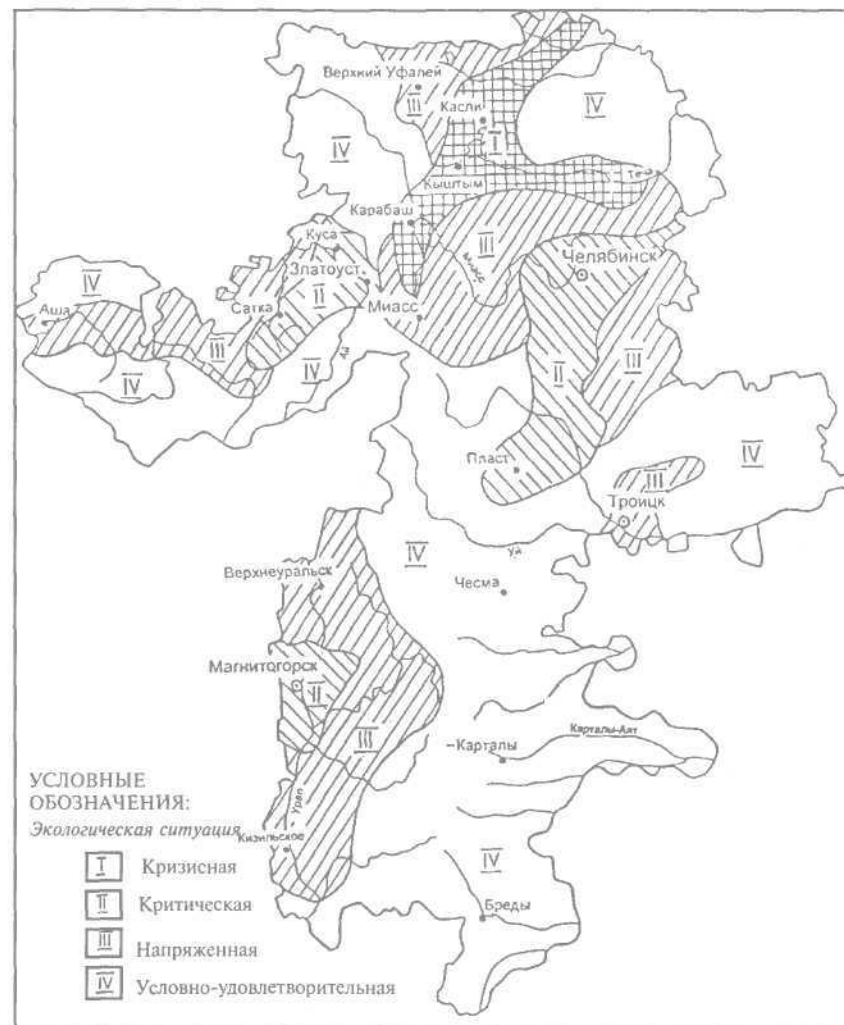 Верхний Уфалей
III
Касли
IV
I
IV
Кыштым
Теча
Карабаш
Куса
III
Челябинск
Златоуст
Миасс
IV
II
Аша
Сатка
Миасс
III
IV
IV
II
III
Пласт
IV
III
Троицк
IV
Уй
Верхнеуральск
Чесма
Магнитогорск
II
Карталы-Аят
III
Карталы
УСЛОВНЫЕ
ОБОЗНАЧЕНИЯ:
Урал
Экологическая ситуация
Кизильское
IV
I Кризисная
II Критическая
Бреды
III Напряженная
IV Условно-удовлетворительная